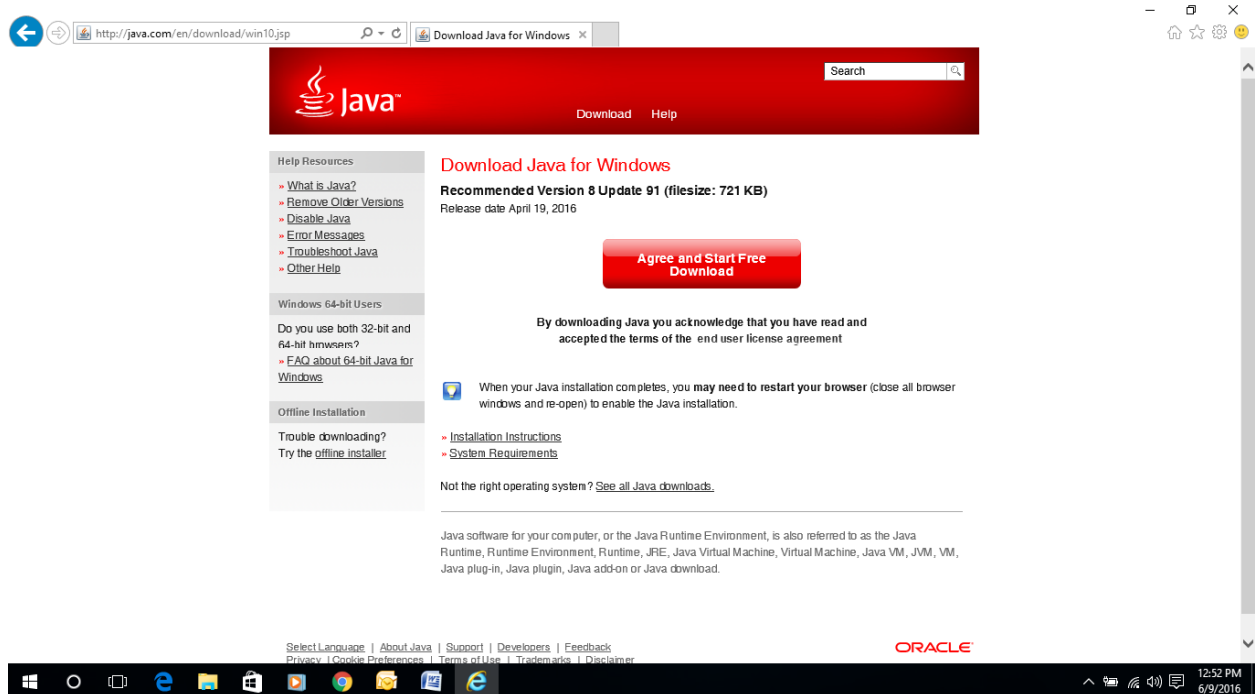 http://java.com/en/download/win10.jsp
Download Java for Windows
Search
Java™
Download Help
Help Resources
» What is Java?
» Remove Older Versions
» Disable Java
» Error Messages
» Troubleshoot Java
» Other Help
Windows 64-bit Users
Do you use both 32-bit and
64-bit browsers?
» FAQ about 64-bit Java for
Windows
Offline Installation
Trouble downloading?
Try the offline installer
Download Java for Windows
Recommended Version 8 Update 91 (filesize: 721 KB)
Release date April 19, 2016
Agree and Start Free
Download
By downloading Java you acknowledge that you have read and
accepted the terms of the end user license agreement
When your Java installation completes, you may need to restart your browser (close all browser
windows and re-open) to enable the Java installation.
» Installation Instructions
» System Requirements
Not the right operating system? See all Java downloads.
Java software for your computer, or the Java Runtime Environment, is also referred to as the Java
Runtime, Runtime Environment, Runtime, JRE, Java Virtual Machine, Virtual Machine, Java VM, JVM, VM,
Java plug-in, Java plugin, Java add-on or Java download.
Select Language | About Java | Support | Developers | Feedback
Privacy | Cookie Preferences | Terms of Use | Trademarks | Disclaimer
ORACLE
12:52 PM
6/9/2016